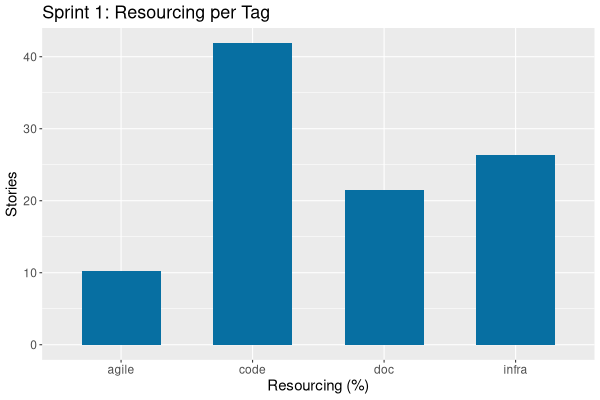 Sprint 1: Resourcing per Tag
Stories
40
30
20
10
0
agile code doc infra
Resourcing (%)